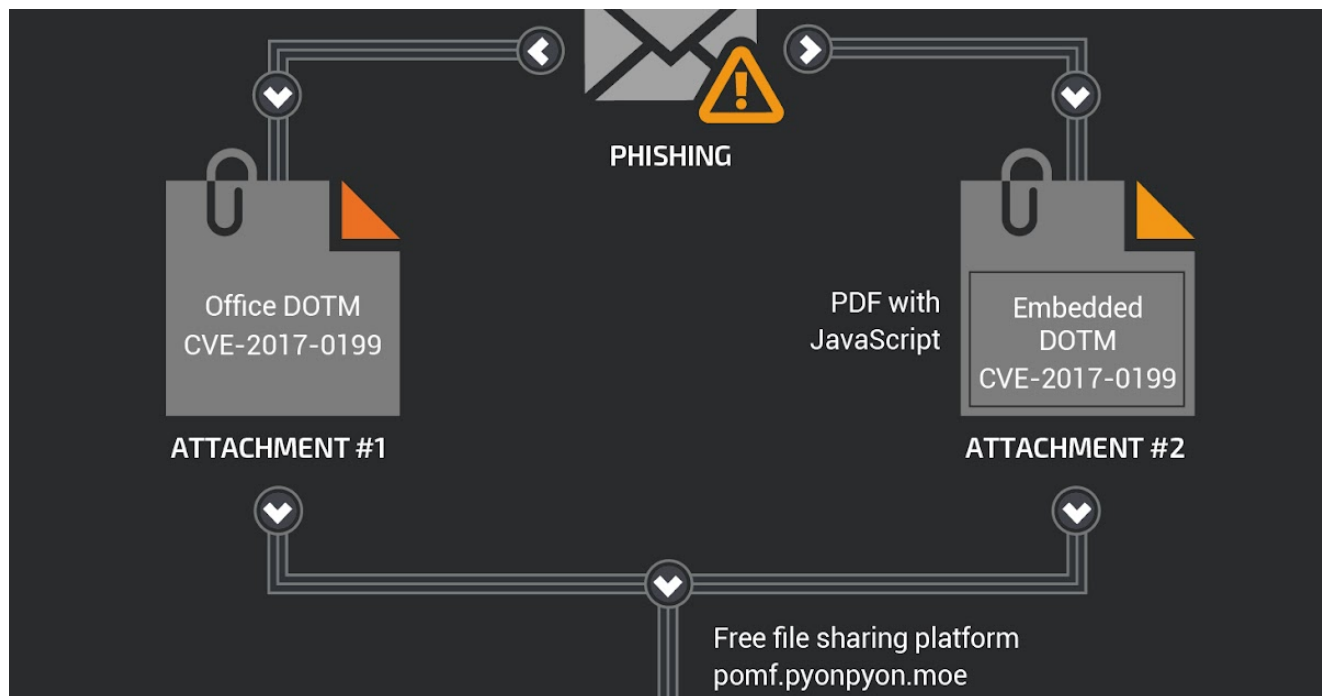 PHISHING
Office DOTM
CVE-2017-0199
ATTACHMENT #1
PDF with
JavaScript
Embedded
DOTM
CVE-2017-0199
ATTACHMENT #2
Free file sharing platform
pomf.pyonpyon.moe